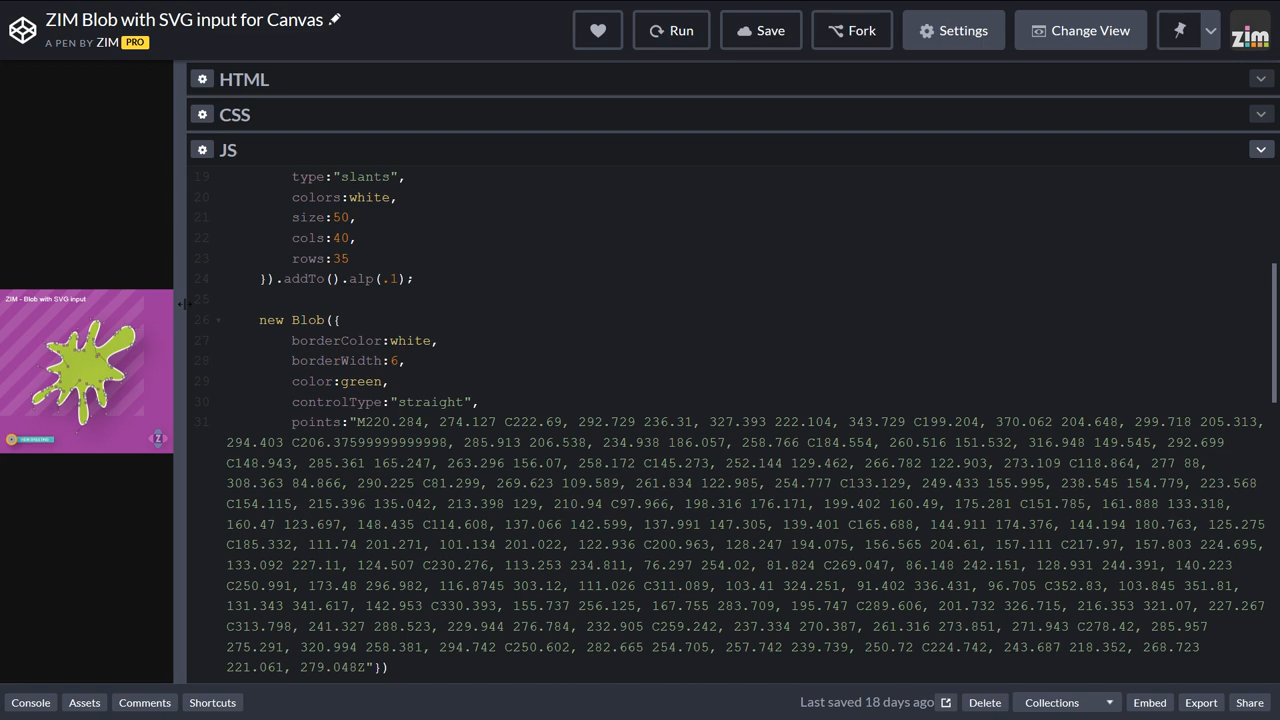 ZIM Blob with SVG input for Canvas
A PEN BY ZIM PRO
Run
Save
Fork
Settings
Change View
zim
HTML
CSS
JS
19 type:"slants",
20 colors:white,
21 size:50,
22 cols:40,
23 rows:35
24 }).addTo().alp(.1);
25
26 new Blob({
27 borderColor:white,
28 borderWidth:6,
29 color:green,
30 controlType:"straight",
31 points:"M220.284, 274.127 C222.69, 292.729 236.31, 327.393 222.104, 343.729 C199.204, 370.062 204.648, 299.718 205.313,
294.403 C206.37599999999998, 285.913 206.538, 234.938 186.057, 258.766 C184.534, 260.516 151.532, 316.948 149.545, 292.699
C148.943, 285.361 165.247, 263.296 156.07, 258.172 C145.273, 252.144 129.462, 266.782 122.903, 273.109 C118.864, 277 88,
308.363 84.866, 290.225 C81.299, 269.623 109.589, 261.834 122.985, 254.777 C133.129, 249.433 155.995, 238.545 154.779, 223.568
C154.115, 215.396 135.042, 213.398 129, 210.94 C97.966, 198.316 176.171, 199.402 160.49, 175.281 C151.785, 161.888 133.318,
160.47 123.697, 148.435 C114.608, 137.066 142.599, 137.991 147.305, 139.401 C165.688, 144.911 174.376, 144.194 180.763, 125.275
C185.332, 111.74 201.271, 101.134 201.022, 122.936 C200.963, 128.247 194.075, 156.565 204.61, 157.111 C217.97, 157.803 224.695,
133.092 227.11, 124.507 C230.276, 113.253 234.811, 76.297 254.02, 81.824 C269.047, 86.148 242.151, 128.931 244.391, 140.223
C250.991, 173.48 296.982, 116.8745 303.12, 111.026 C311.089, 103.41 324.251, 91.402 336.431, 96.705 C352.83, 103.845 351.81,
131.343 341.617, 142.953 C330.393, 155.737 256.125, 167.755 283.709, 195.747 C289.606, 201.732 326.715, 216.353 321.07, 227.267
C313.798, 241.327 288.523, 229.944 276.784, 232.905 C259.242, 237.334 270.387, 261.316 273.851, 271.943 C278.42, 285.957
275.291, 320.994 258.381, 294.742 C250.602, 282.665 254.705, 257.742 239.739, 250.72 C224.742, 243.687 218.352, 268.723
221.061, 279.048Z"})
ZIM - Blob with SVG input
Z
Console
Assets
Comments
Shortcuts
Last saved 18 days ago
Delete
Collections
Embed
Export
Share